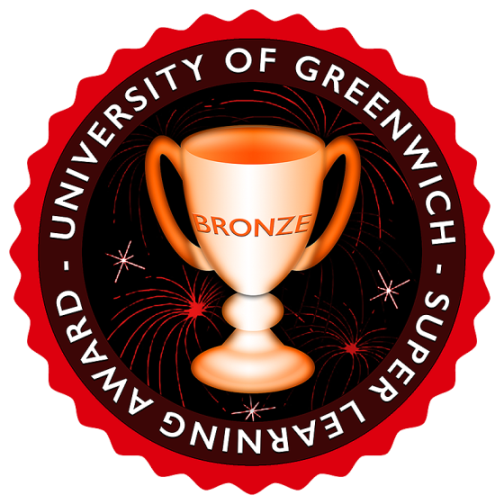 - UNIVERSITY OF GREENWICH - SUPER LEARNING AWARD
BRONZE